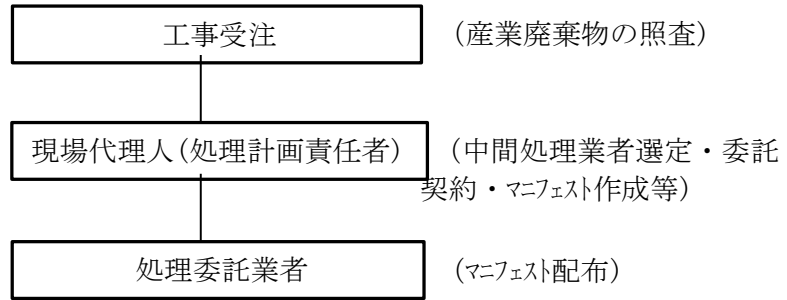 工事受注
(産業廃棄物の照査)
現場代理人(処理計画責任者)
(中間処理業者選定・委託
契約・ﾏﾆﾌｪｽﾄ作成等)
処理委託業者
(ﾏﾆﾌｪｽﾄ配布)